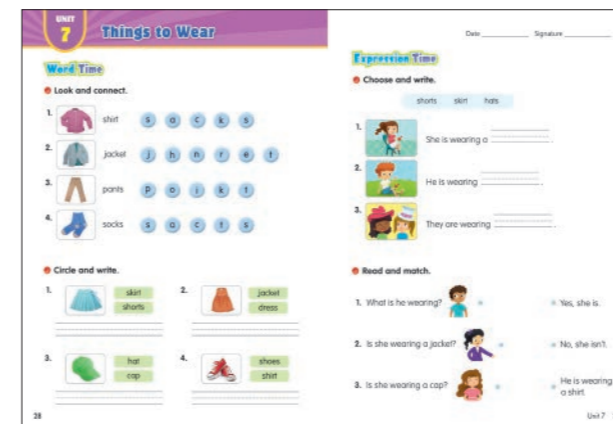 UNIT
7
Things to Wear
Word Time
Look and connect.
1. shirt s o c k s
2. jacket j h n r e t
3. pants p o i k t
4. socks s a c t s
Circle and write.
1. skirt
shorts
2. jacket
dress
3. hat
cap
4. shoes
shirt
28
Date Signature
Expression Time
Choose and write.
shorts skirt hats
1. She is wearing a .
2. He is wearing .
3. They are wearing .
Read and match.
1. What is he wearing? Yes, she is.
2. Is she wearing a jacket? No, she isn't.
3. Is she wearing a cap? He is wearing
a shirt.
Unit 7